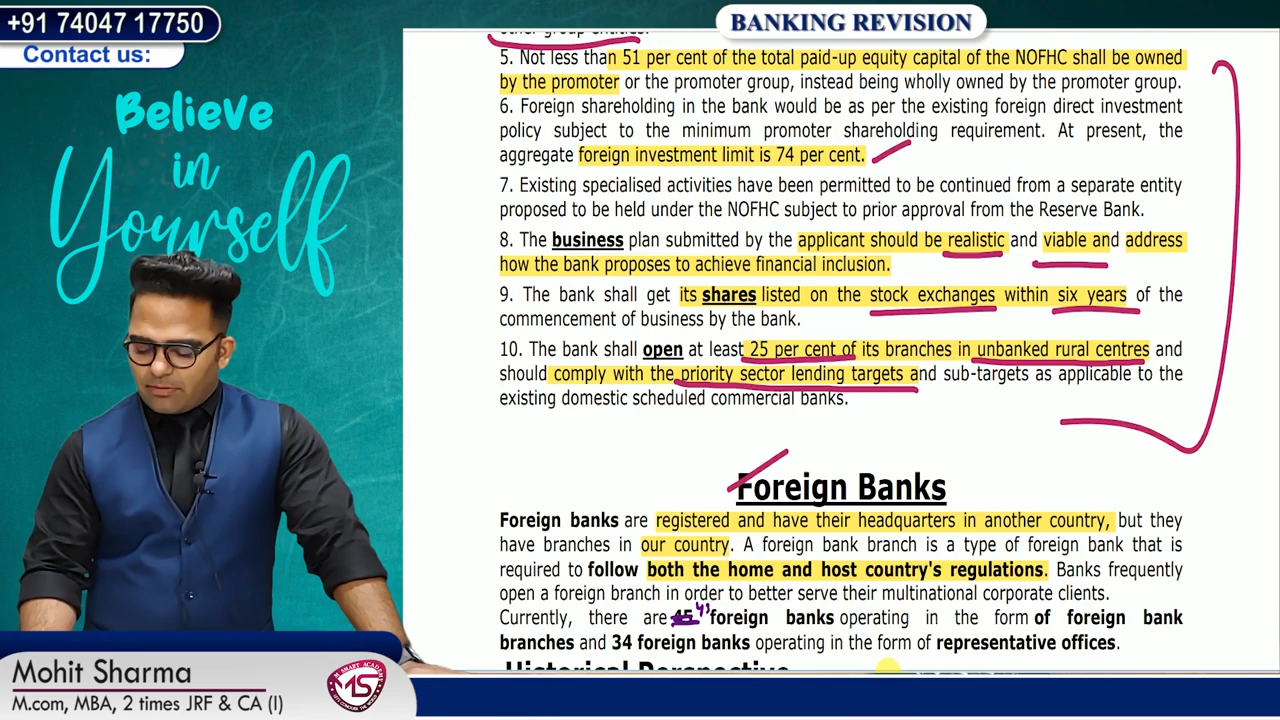 +91 74047 17750
Contact us:
BANKING REVISION
Believe
in
Yourself
other group entities.
5. Not less than 51 per cent of the total paid-up equity capital of the NOFHC shall be owned
by the promoter or the promoter group, instead being wholly owned by the promoter group.
6. Foreign shareholding in the bank would be as per the existing foreign direct investment
policy subject to the minimum promoter shareholding requirement. At present, the
aggregate foreign investment limit is 74 per cent.
7. Existing specialised activities have been permitted to be continued from a separate entity
proposed to be held under the NOFHC subject to prior approval from the Reserve Bank.
8. The business plan submitted by the applicant should be realistic and viable and address
how the bank proposes to achieve financial inclusion.
9. The bank shall get its shares listed on the stock exchanges within six years of the
commencement of business by the bank.
10. The bank shall open at least 25 per cent of its branches in unbanked rural centres and
should comply with the priority sector lending targets and sub-targets as applicable to the
existing domestic scheduled commercial banks.
Foreign Banks
Foreign banks are registered and have their headquarters in another country, but they
have branches in our country. A foreign bank branch is a type of foreign bank that is
required to follow both the home and host country's regulations. Banks frequently
open a foreign branch in order to better serve their multinational corporate clients.
Currently, there are 45 foreign banks operating in the form of foreign bank
branches and 34 foreign banks operating in the form of representative offices.
Historical Perspective
Mohit Sharma
M.com, MBA, 2 times JRF & CA (I)
MS